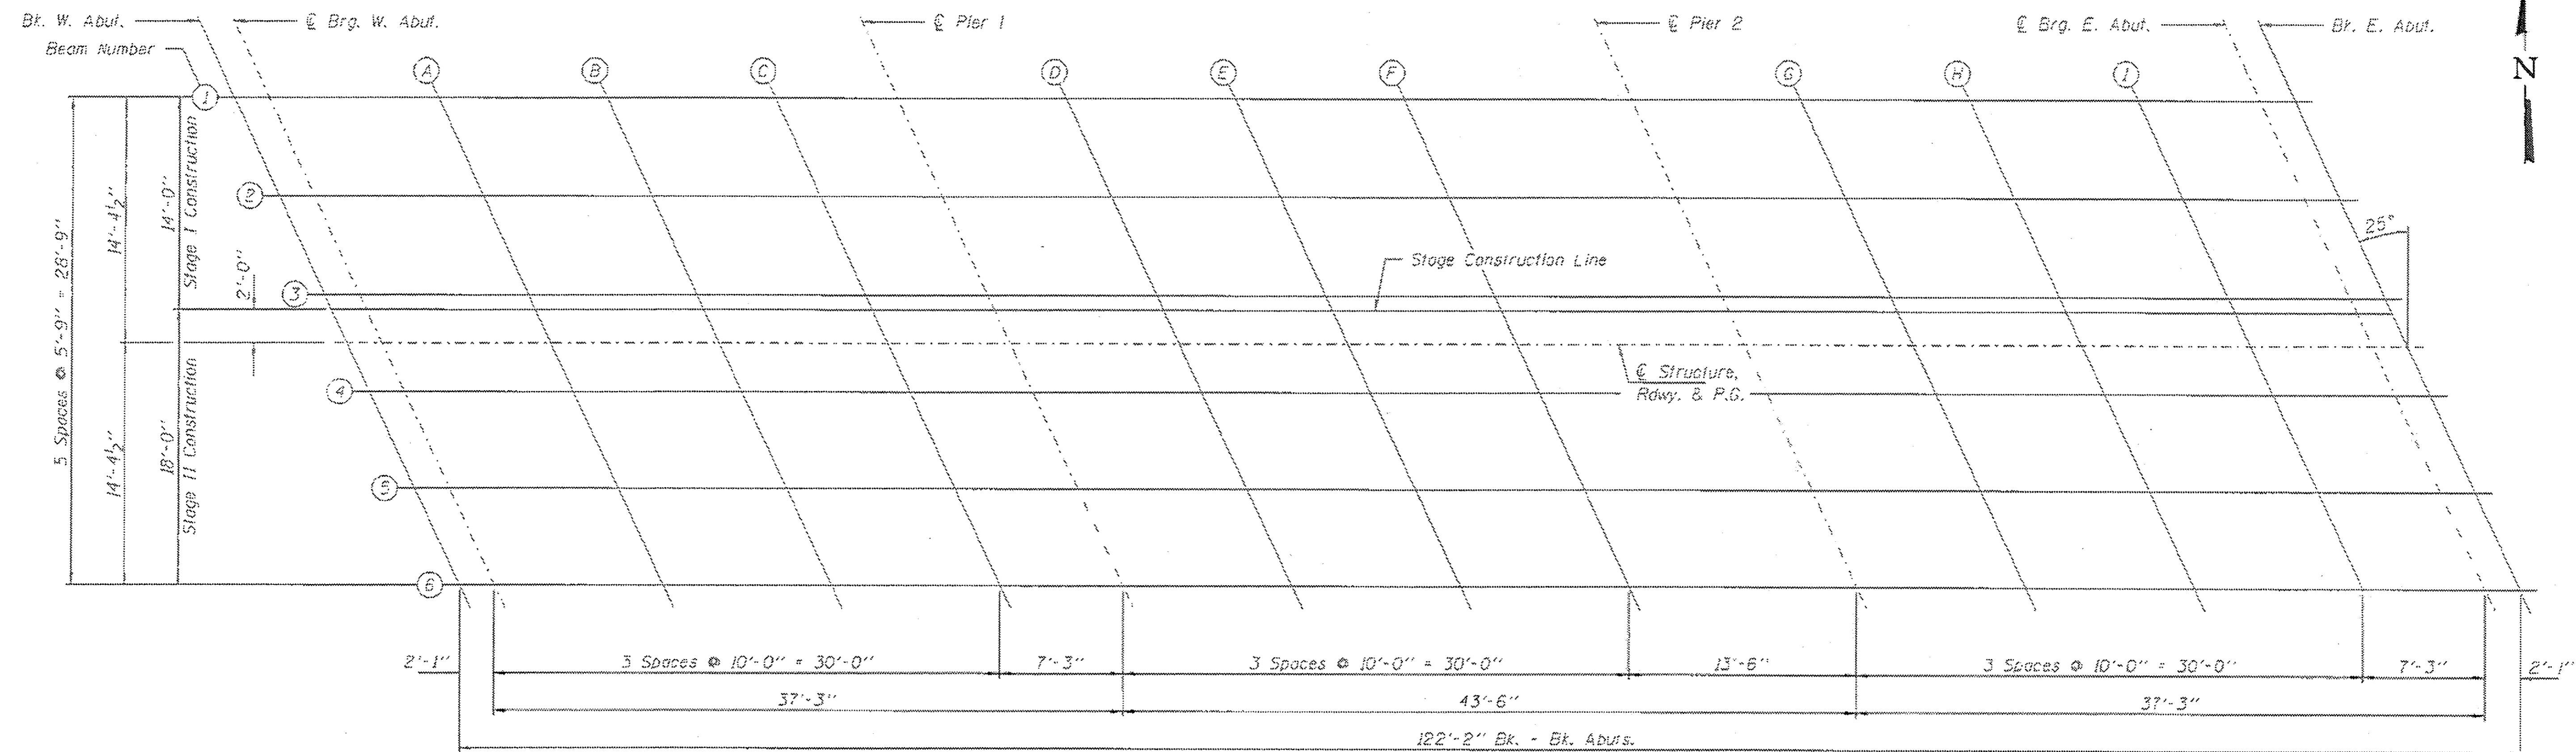 Bk. W. Abut.
℄ Brg. W. Abut.
℄ Pier 1
℄ Pier 2
℄ Brg. E. Abut.
Bk. E. Abut.
Beam Number
A
B
C
D
E
F
G
H
I
N
1
2
3
4
5
6
5 Spaces @ 5'-9" = 28'-9"
14'-4½"
14'-0"
Stage I Construction
2'-0"
14'-4½"
18'-0"
Stage II Construction
25°
Stage Construction Line
℄ Structure,
Rdwy. & P.G.
2'-1"
3 Spaces @ 10'-0" = 30'-0"
7'-3"
3 Spaces @ 10'-0" = 30'-0"
13'-6"
3 Spaces @ 10'-0" = 30'-0"
7'-3"
2'-1"
37'-3"
43'-6"
37'-3"
122'-2" Bk. - Bk. Abuts.